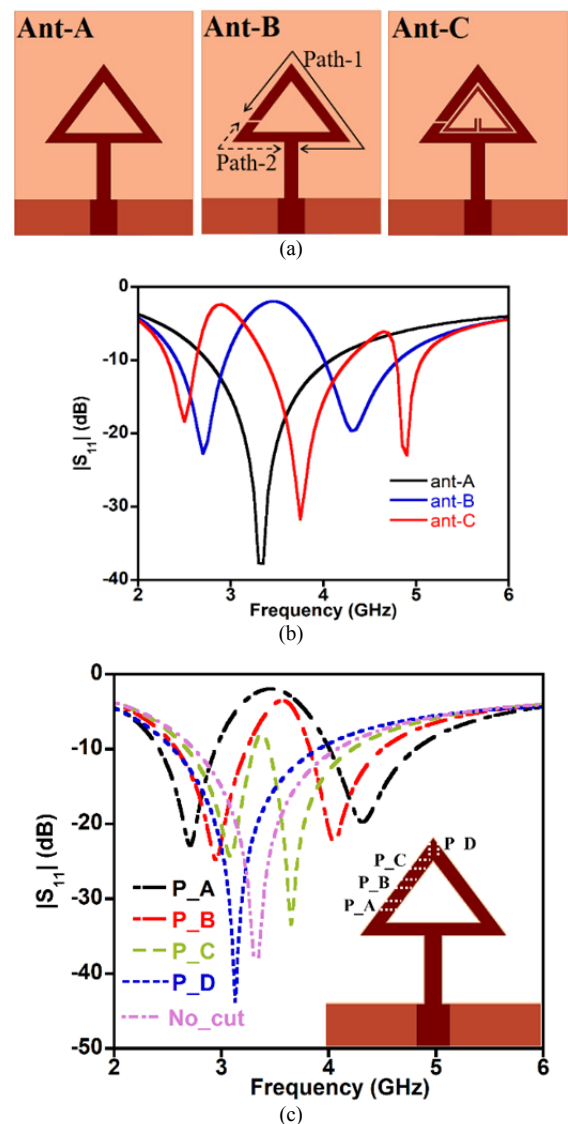 Ant-A
Ant-B
Ant-C
Path-1
Path-2
(a)
0
-10
-20
-30
-40
|S11| (dB)
ant-A
ant-B
ant-C
2 3 4 5 6
Frequency (GHz)
(b)
0
-10
-20
-30
-40
-50
|S11| (dB)
P_A
P_B
P_C
P_D
No_cut
P_D
P_C
P_B
P_A
2 3 4 5 6
Frequency (GHz)
(c)